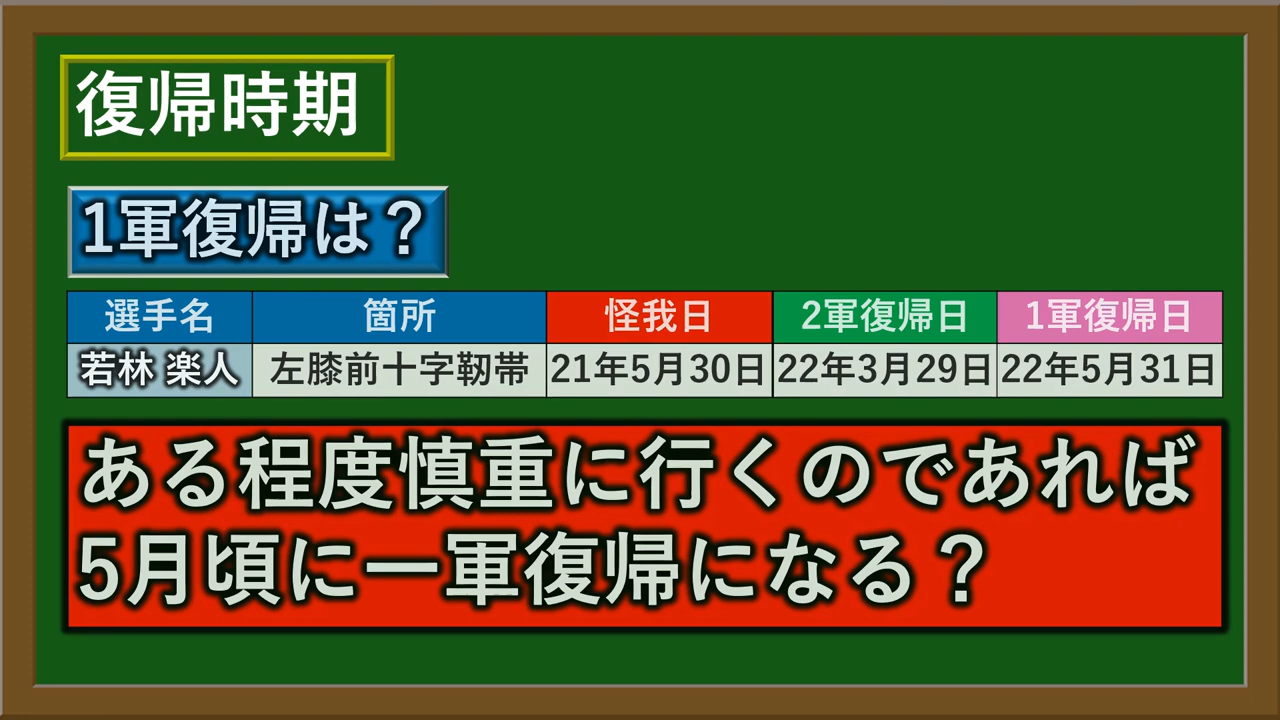 復帰時期
1軍復帰は？
選手名 箇所 怪我日 2軍復帰日 1軍復帰日
若林 楽人 左膝前十字靭帯 21年5月30日 22年3月29日 22年5月31日
ある程度慎重に行くのであれば
5月頃に一軍復帰になる？